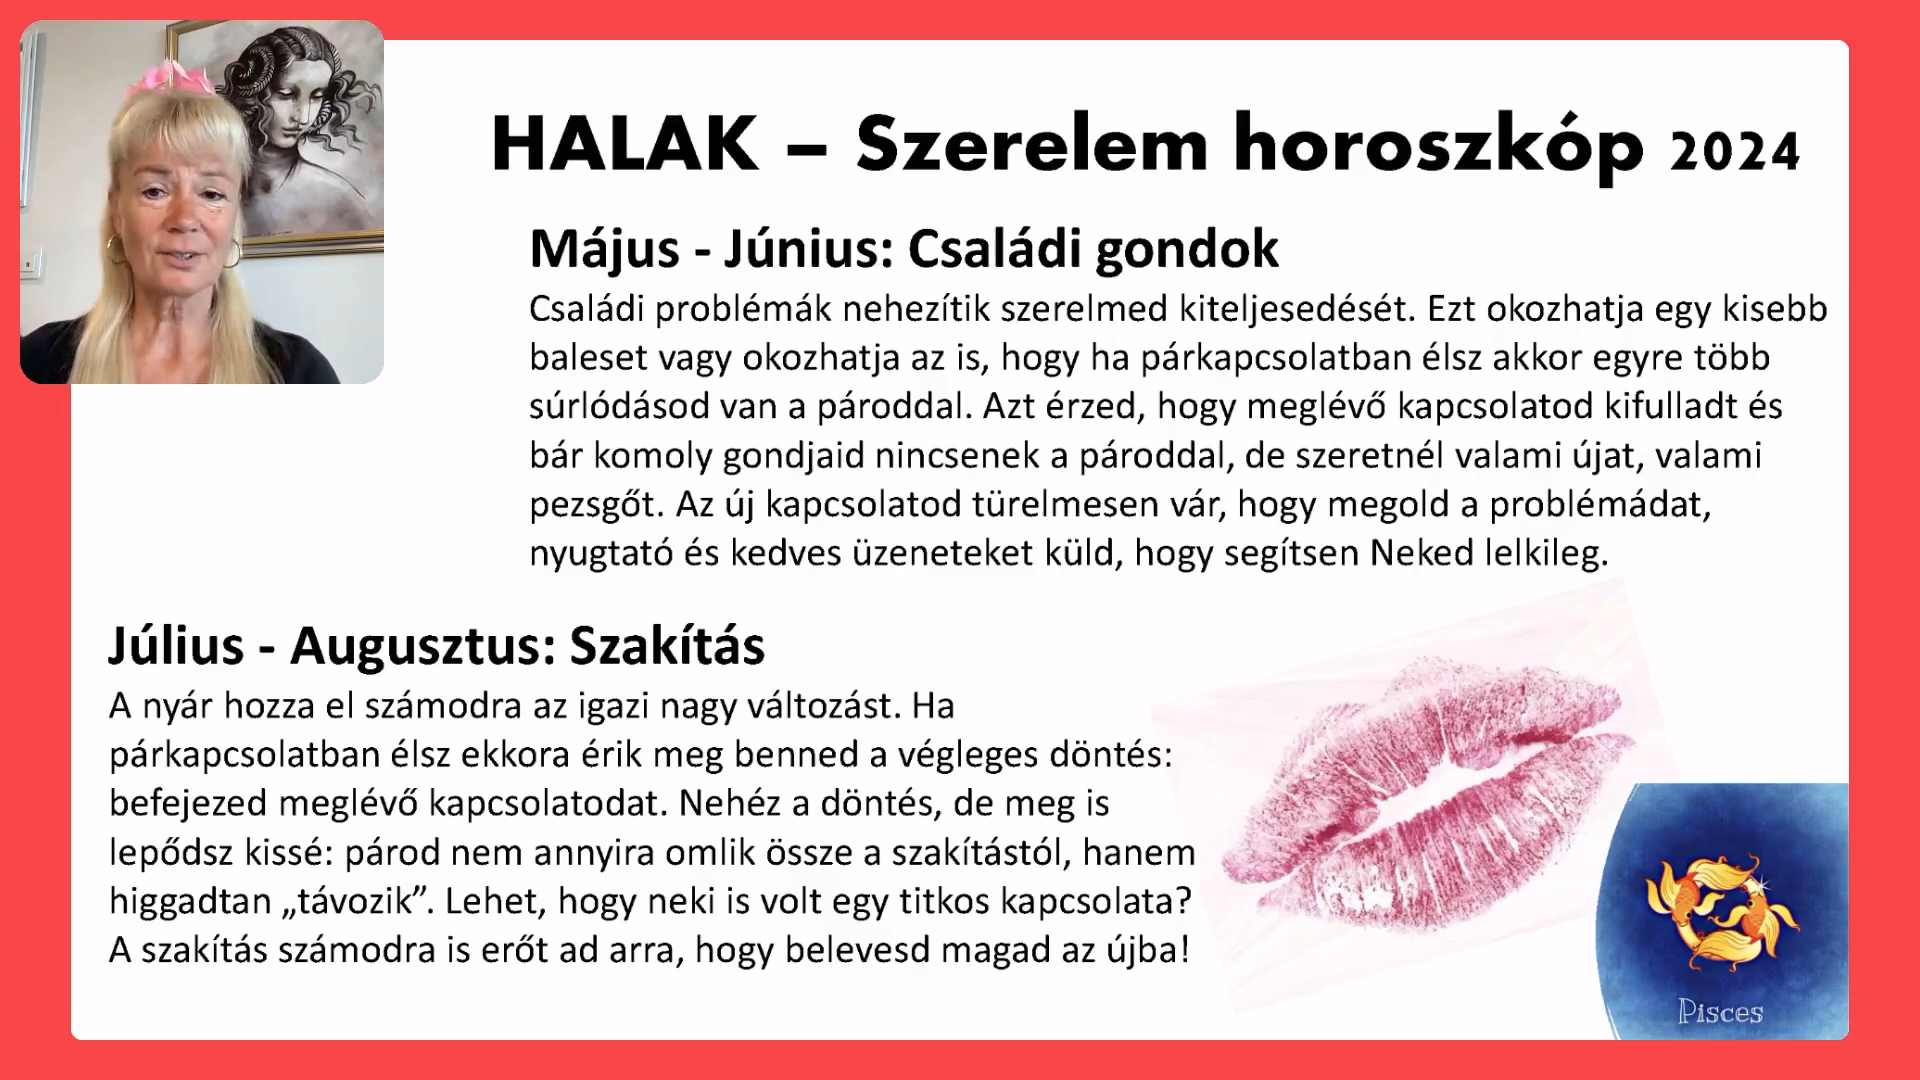 HALAK – Szerelem horoszkóp 2024
Május - Június: Családi gondok
Családi problémák nehezítik szerelmed kiteljesedését. Ezt okozhatja egy kisebb
baleset vagy okozhatja az is, hogy ha párkapcsolatban élsz akkor egyre több
súrlódásod van a pároddal. Azt érzed, hogy meglévő kapcsolatod kifulladt és
bár komoly gondjaid nincsenek a pároddal, de szeretnél valami újat, valami
pezsgőt. Az új kapcsolatod türelmesen vár, hogy megold a problémádat,
nyugtató és kedves üzeneteket küld, hogy segítsen Neked lelkileg.
Július - Augusztus: Szakítás
A nyár hozza el számodra az igazi nagy változást. Ha
párkapcsolatban élsz ekkora érik meg benned a végleges döntés:
befejezed meglévő kapcsolatodat. Nehéz a döntés, de meg is
lepődsz kissé: párod nem annyira omlik össze a szakítástól, hanem
higgadtan „távozik”. Lehet, hogy neki is volt egy titkos kapcsolata?
A szakítás számodra is erőt ad arra, hogy belevesd magad az újba!
Pisces